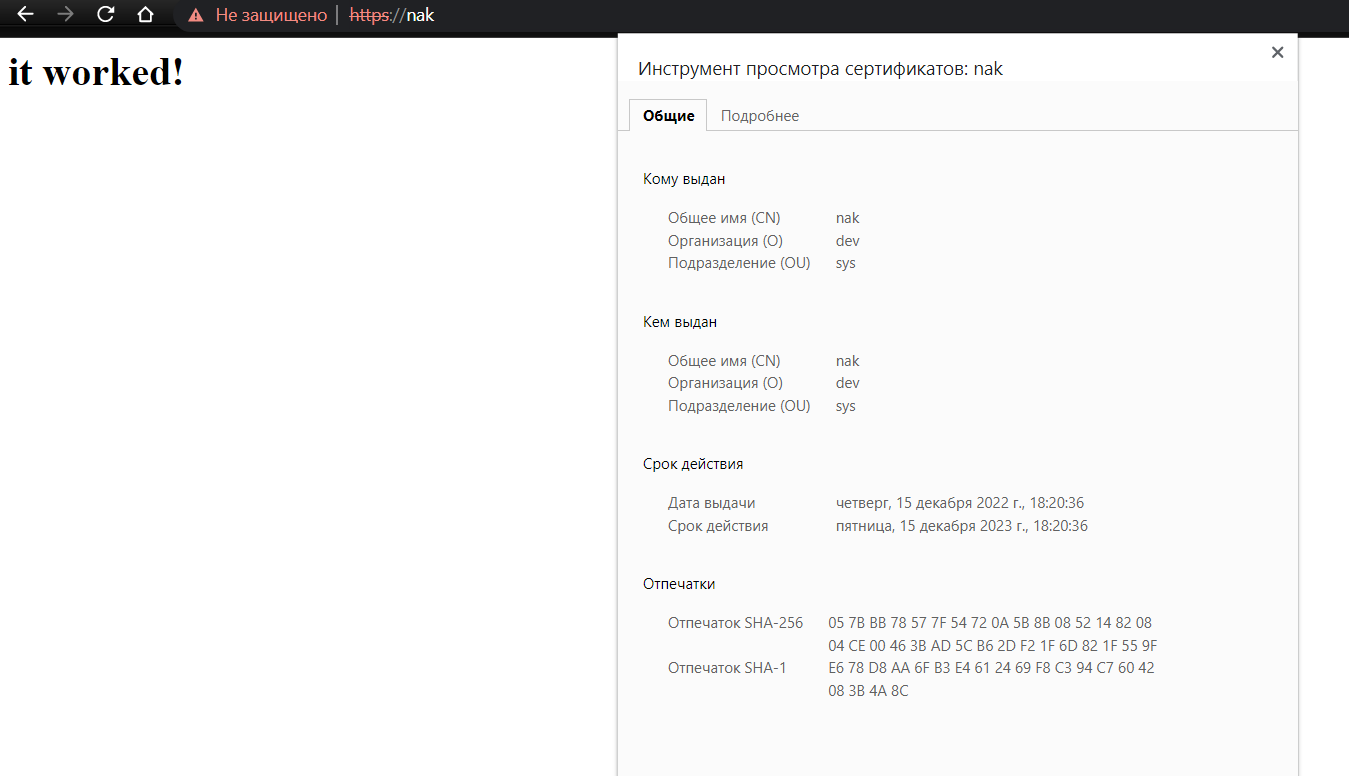 Не защищено | https://nak
it worked!
Инструмент просмотра сертификатов: nak
Общие Подробнее
Кому выдан
Общее имя (CN) nak
Организация (O) dev
Подразделение (OU) sys
Кем выдан
Общее имя (CN) nak
Организация (O) dev
Подразделение (OU) sys
Срок действия
Дата выдачи четверг, 15 декабря 2022 г., 18:20:36
Срок действия пятница, 15 декабря 2023 г., 18:20:36
Отпечатки
Отпечаток SHA-256 05 7B BB 78 57 7F 54 72 0A 5B 8B 08 52 14 82 08
04 CE 00 46 3B AD 5C B6 2D F2 1F 6D 82 1F 55 9F
Отпечаток SHA-1 E6 78 D8 AA 6F B3 E4 61 24 69 F8 C3 94 C7 60 42
08 3B 4A 8C